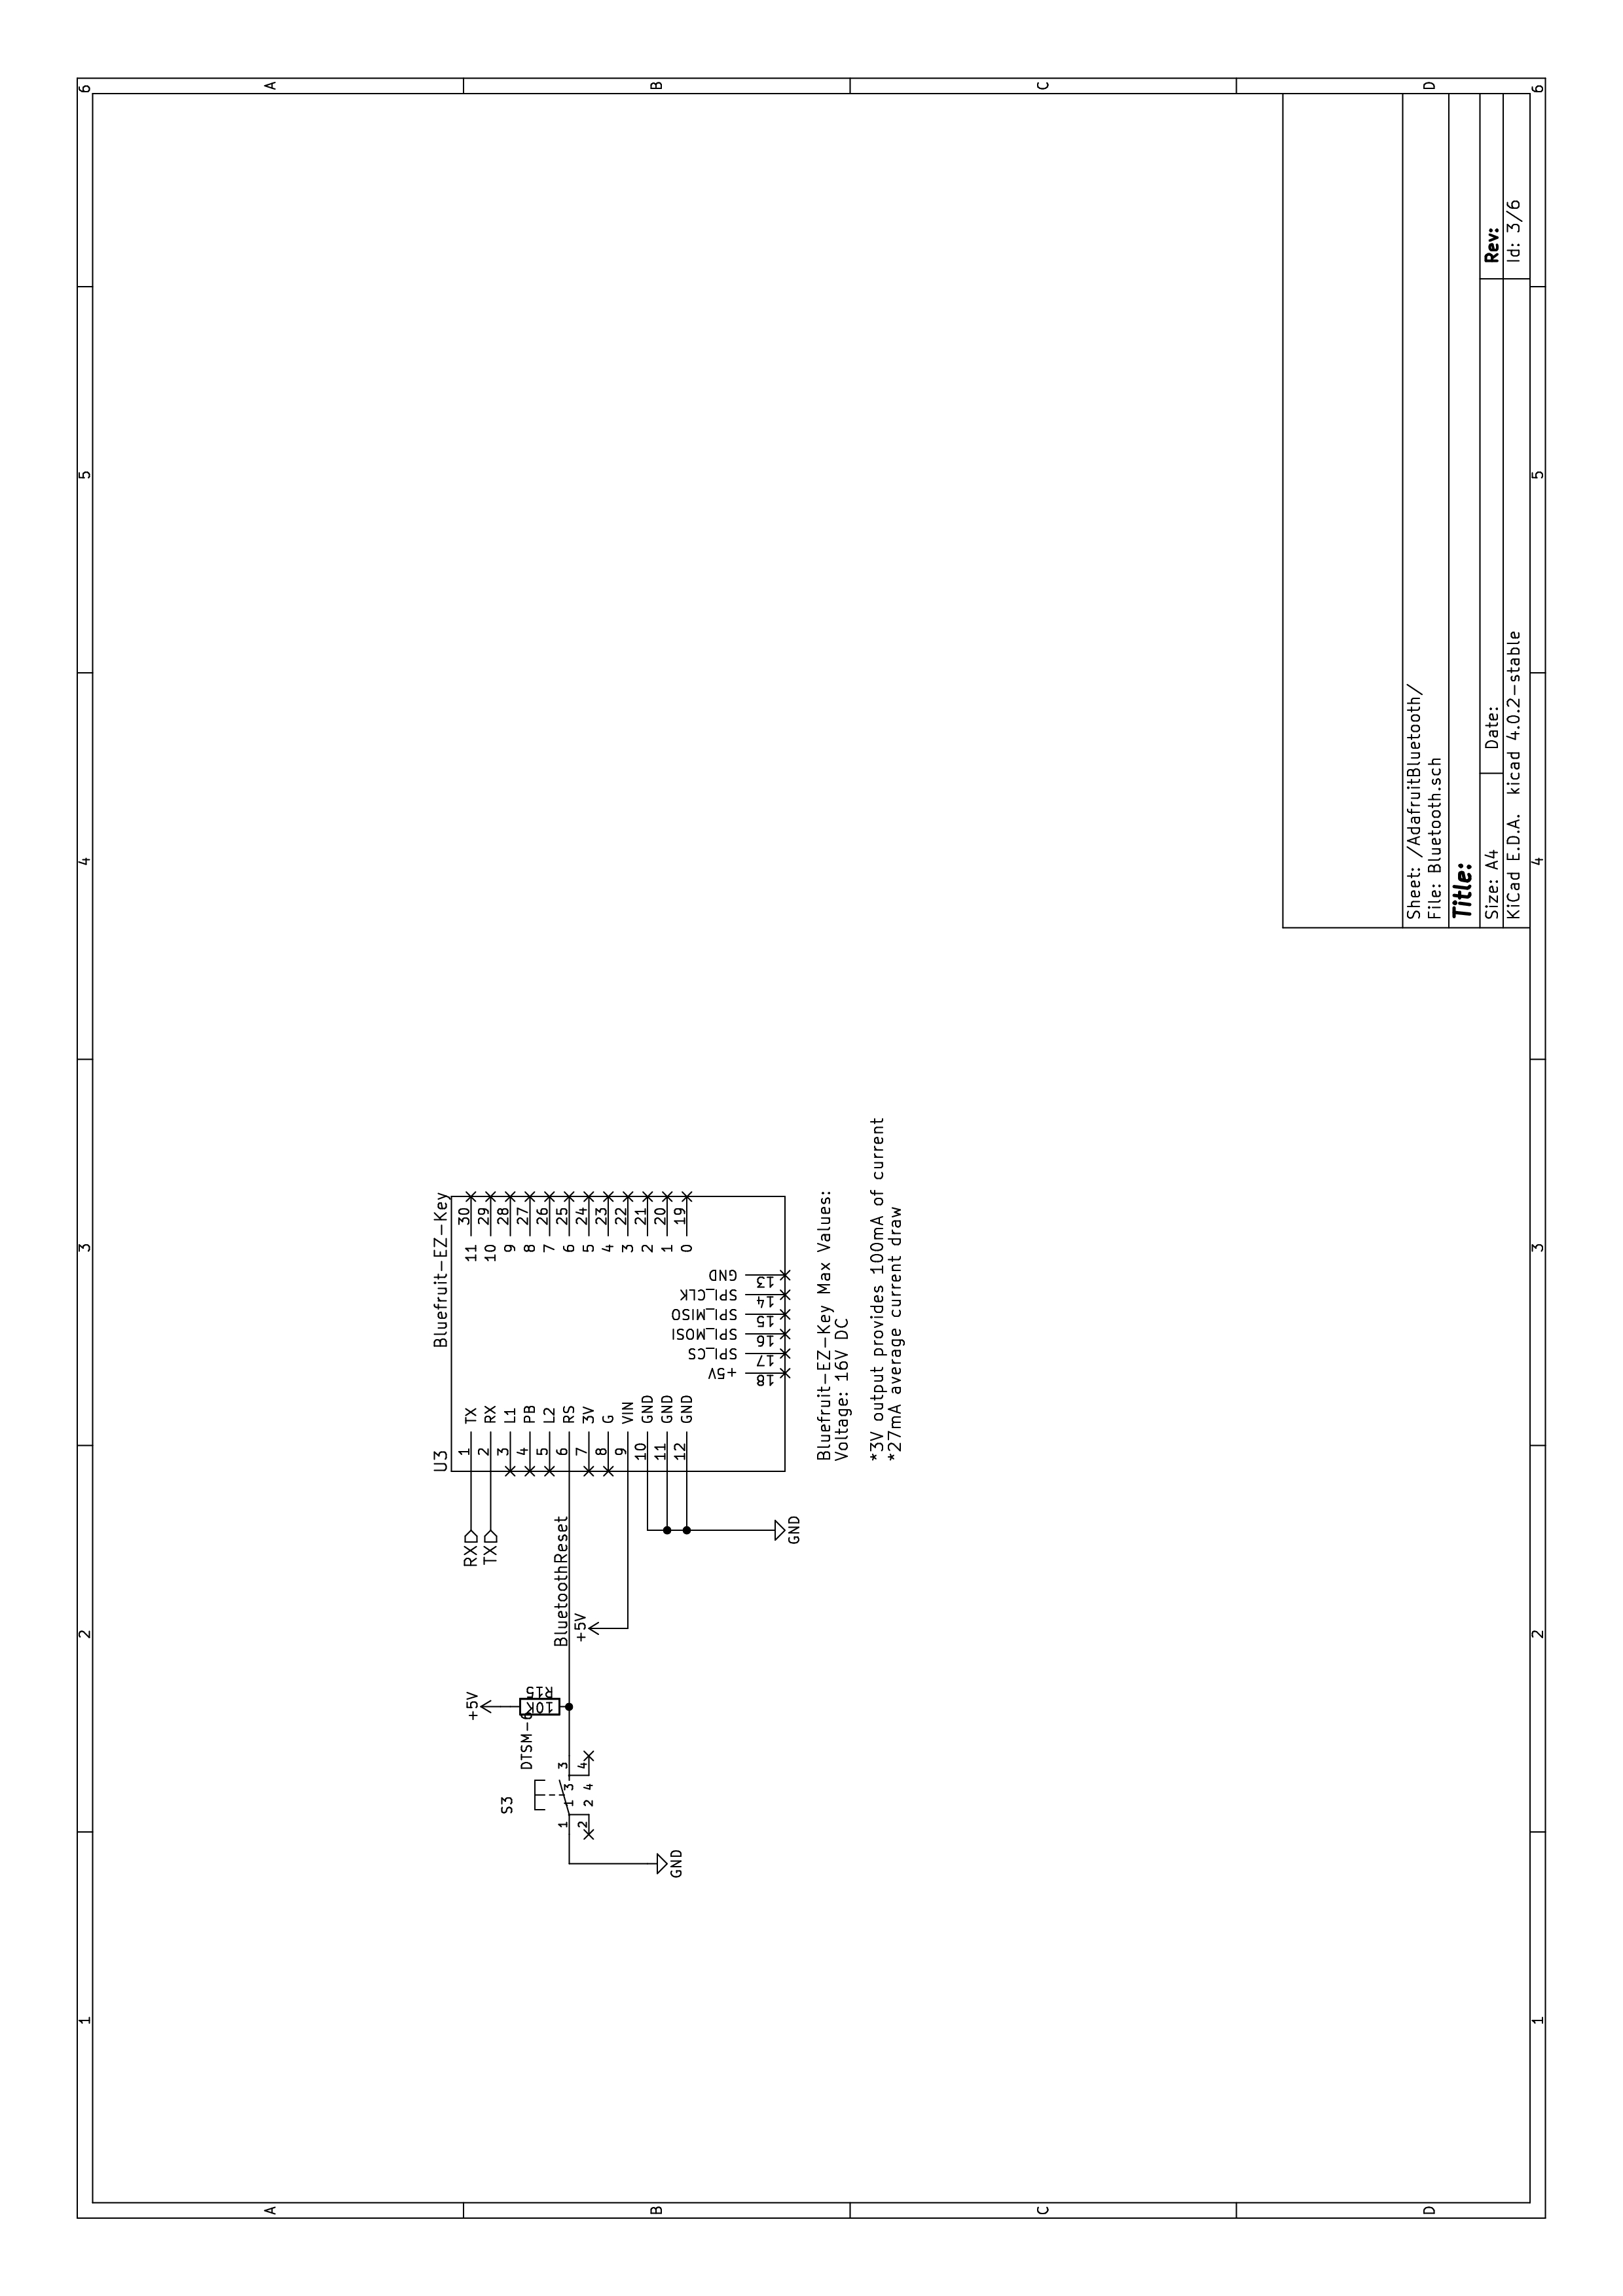 1
2
3
4
5
6
A
B
C
D
U3
Bluefruit-EZ-Key
RX
TX
1 TX
2 RX
3 L1
4 PB
5 L2
6 RS
7 3V
8 G
9 VIN
10 GND
11 GND
12 GND
11 30
10 29
9 28
8 27
7 26
6 25
5 24
4 23
3 22
2 21
1 20
0 19
+5V 18
SPI_CS 17
SPI_MOSI 16
SPI_MISO 15
SPI_CLK 14
GND 13
BluetoothReset
+5V
GND
+5V
R15
10K
DTSM-6
S3
1
2
3
4
1
2
3
4
GND
Bluefruit-EZ-Key Max Values:
Voltage: 16V DC
*3V output provides 100mA of current
*27mA average current draw
Sheet: /AdafruitBluetooth/
File: Bluetooth.sch
Title:
Size: A4 Date: Rev:
KiCad E.D.A. kicad 4.0.2-stable Id: 3/6
1
2
3
4
5
6
A
B
C
D